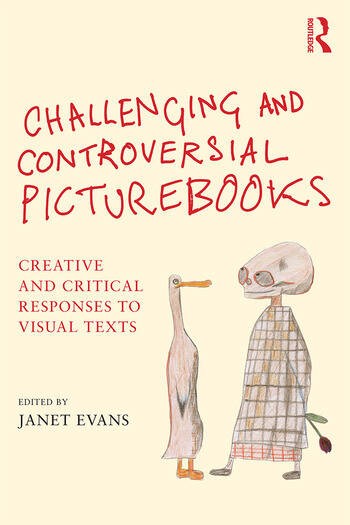 ROUTLEDGE
CHALLENGING AND
CONTROVERSIAL
PICTUREBOOKS
CREATIVE
AND CRITICAL
RESPONSES TO
VISUAL TEXTS
EDITED BY
JANET EVANS